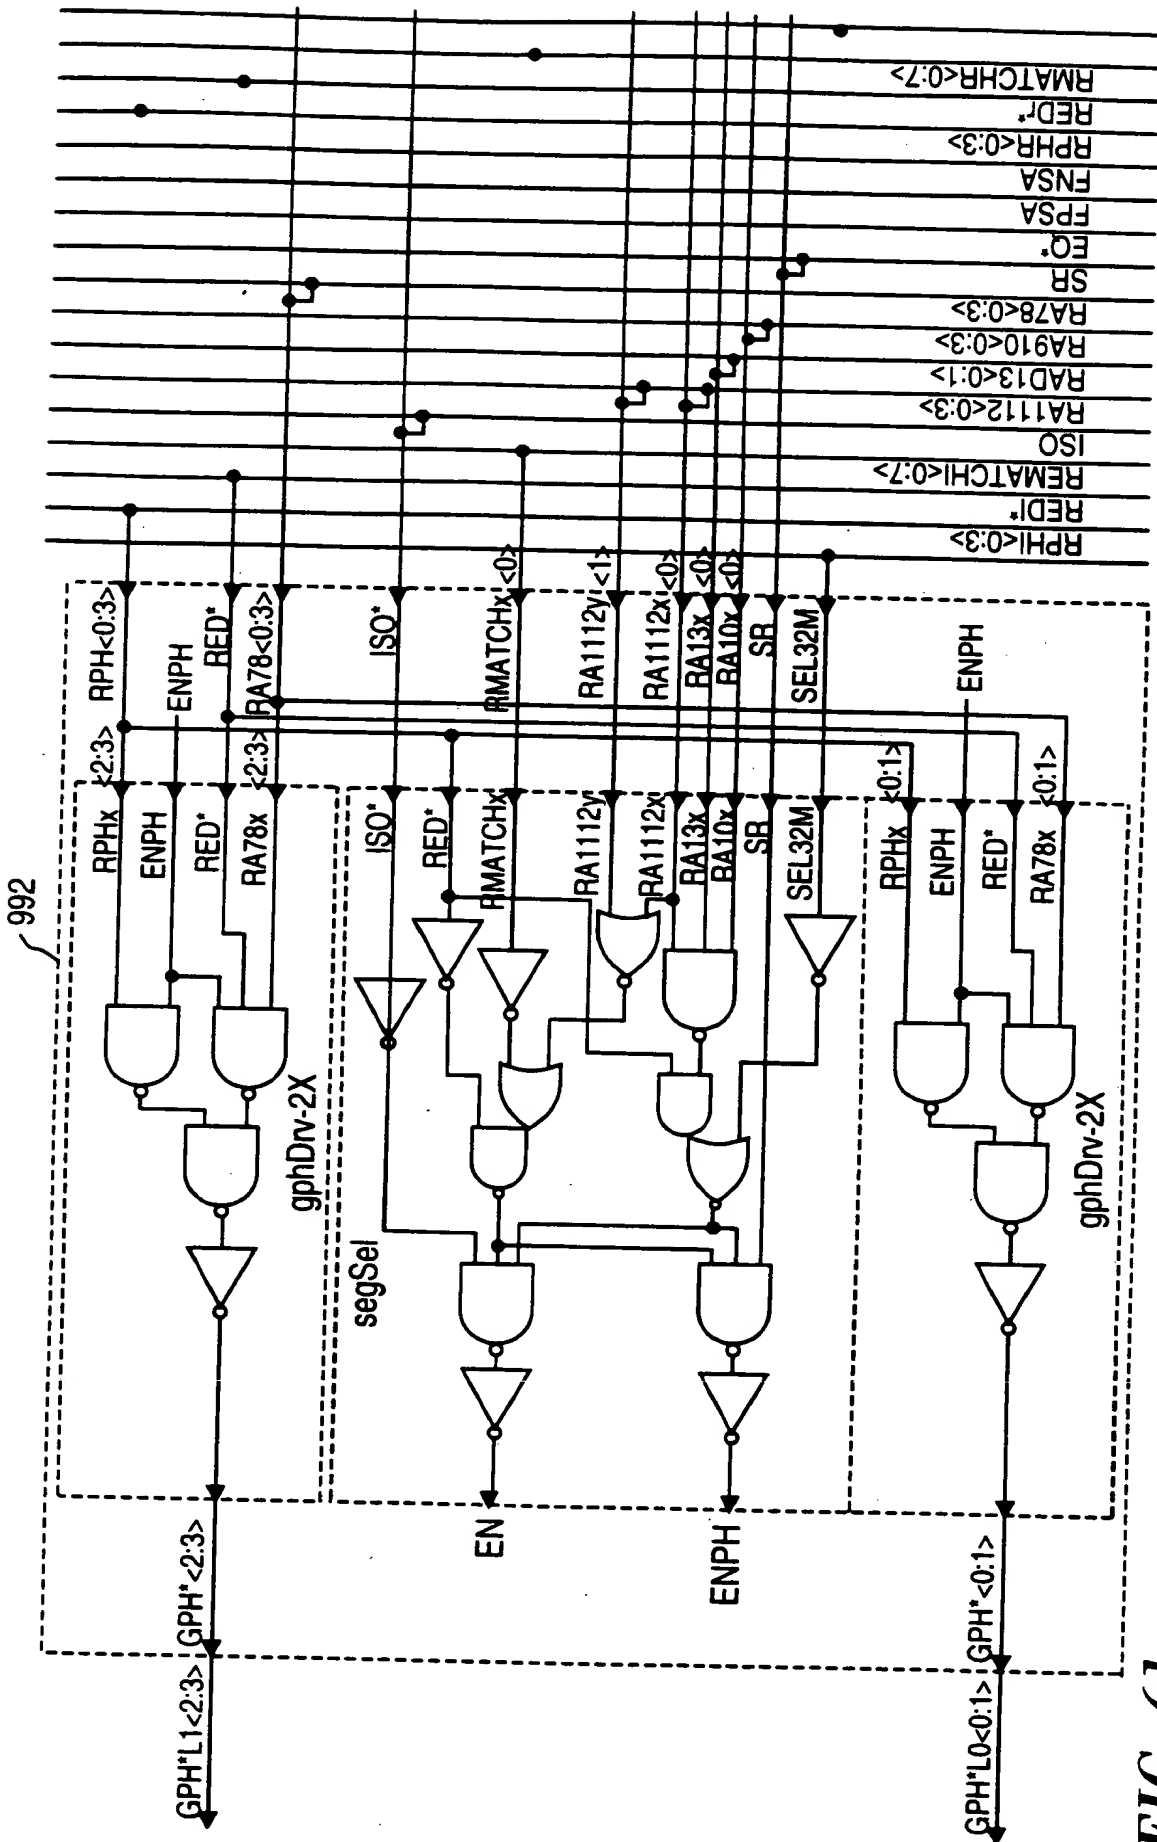 RMATCHR<0:7>
REDr*
RPHR<0:3>
FNSA
FPSA
EQ*
SR
RA78<0:3>
RA910<0:3>
RAD13<0:1>
RA1112<0:3>
ISO
REMATCHI<0:7>
REDI*
RPHI<0:3>
RPH<0:3>
ENPH
RED*
RA78<0:3>
ISO*
RMATCHx <0>
RA1112y <1>
RA1112x <0>
RA13x <0>
RA10x <0>
SR
SEL32M
ENPH
992
RPHx <2:3>
ENPH
RED*
RA78x <2:3>
ISO*
RED*
RMATCHx
RA1112y
RA1112x
RA13x
RA10x
SR
SEL32M
RPHx <0:1>
ENPH
RED*
RA78x <0:1>
gphDrv-2X
segSel
gphDrv-2X
EN
ENPH
GPH*<2:3>
GPH*<0:1>
GPH*L1<2:3>
GPH*L0<0:1>